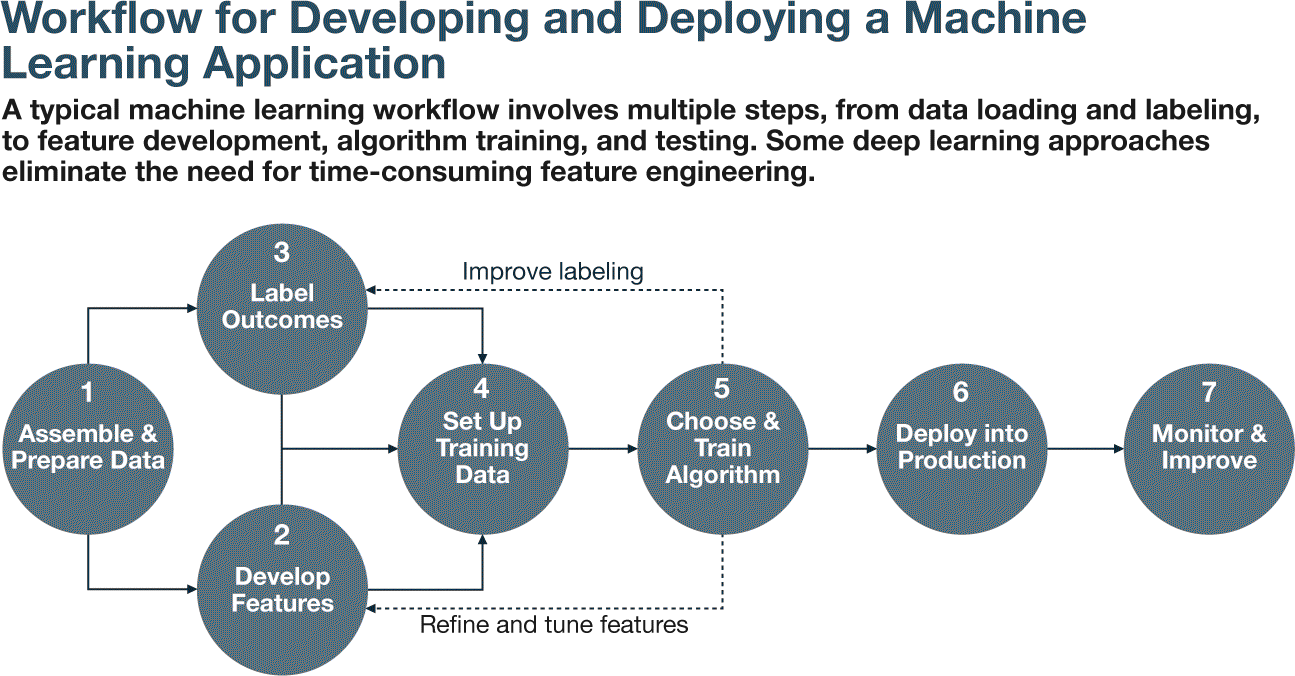 Workflow for Developing and Deploying a Machine
Learning Application
A typical machine learning workflow involves multiple steps, from data loading and labeling,
to feature development, algorithm training, and testing. Some deep learning approaches
eliminate the need for time-consuming feature engineering.
1
Assemble &
Prepare Data
2
Develop
Features
3
Label
Outcomes
4
Set Up
Training
Data
5
Choose &
Train
Algorithm
6
Deploy into
Production
7
Monitor &
Improve
Improve labeling
Refine and tune features